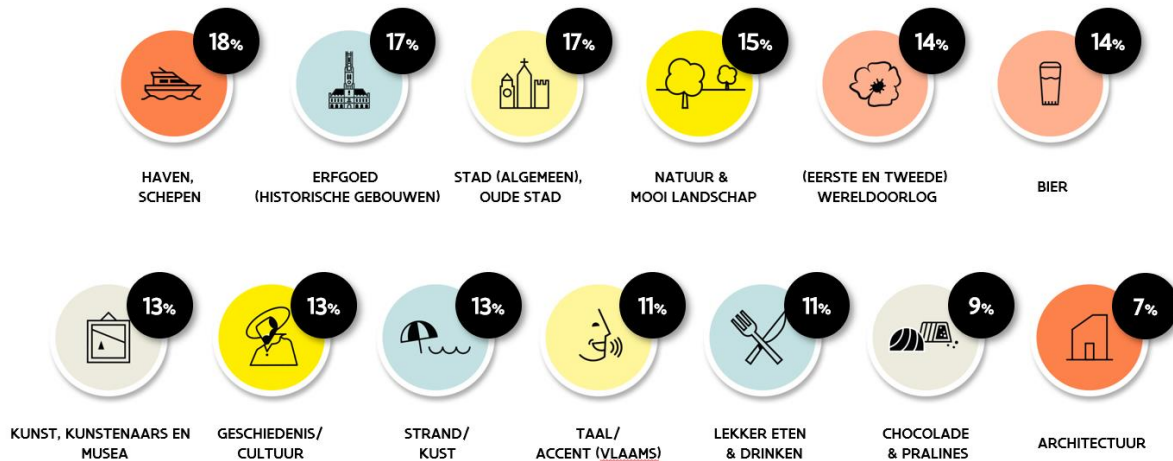 18%
17%
17%
15%
14%
14%
HAVEN,
SCHEPEN
ERFGOED
(HISTORISCHE GEBOUWEN)
STAD (ALGEMEEN),
OUDE STAD
NATUUR &
MOOI LANDSCHAP
(EERSTE EN TWEEDE)
WERELDOORLOG
BIER
13%
13%
13%
11%
11%
9%
7%
KUNST, KUNSTENAARS EN
MUSEA
GESCHIEDENIS/
CULTUUR
STRAND/
KUST
TAAL/
ACCENT (VLAAMS)
LEKKER ETEN
& DRINKEN
CHOCOLADE
& PRALINES
ARCHITECTUUR